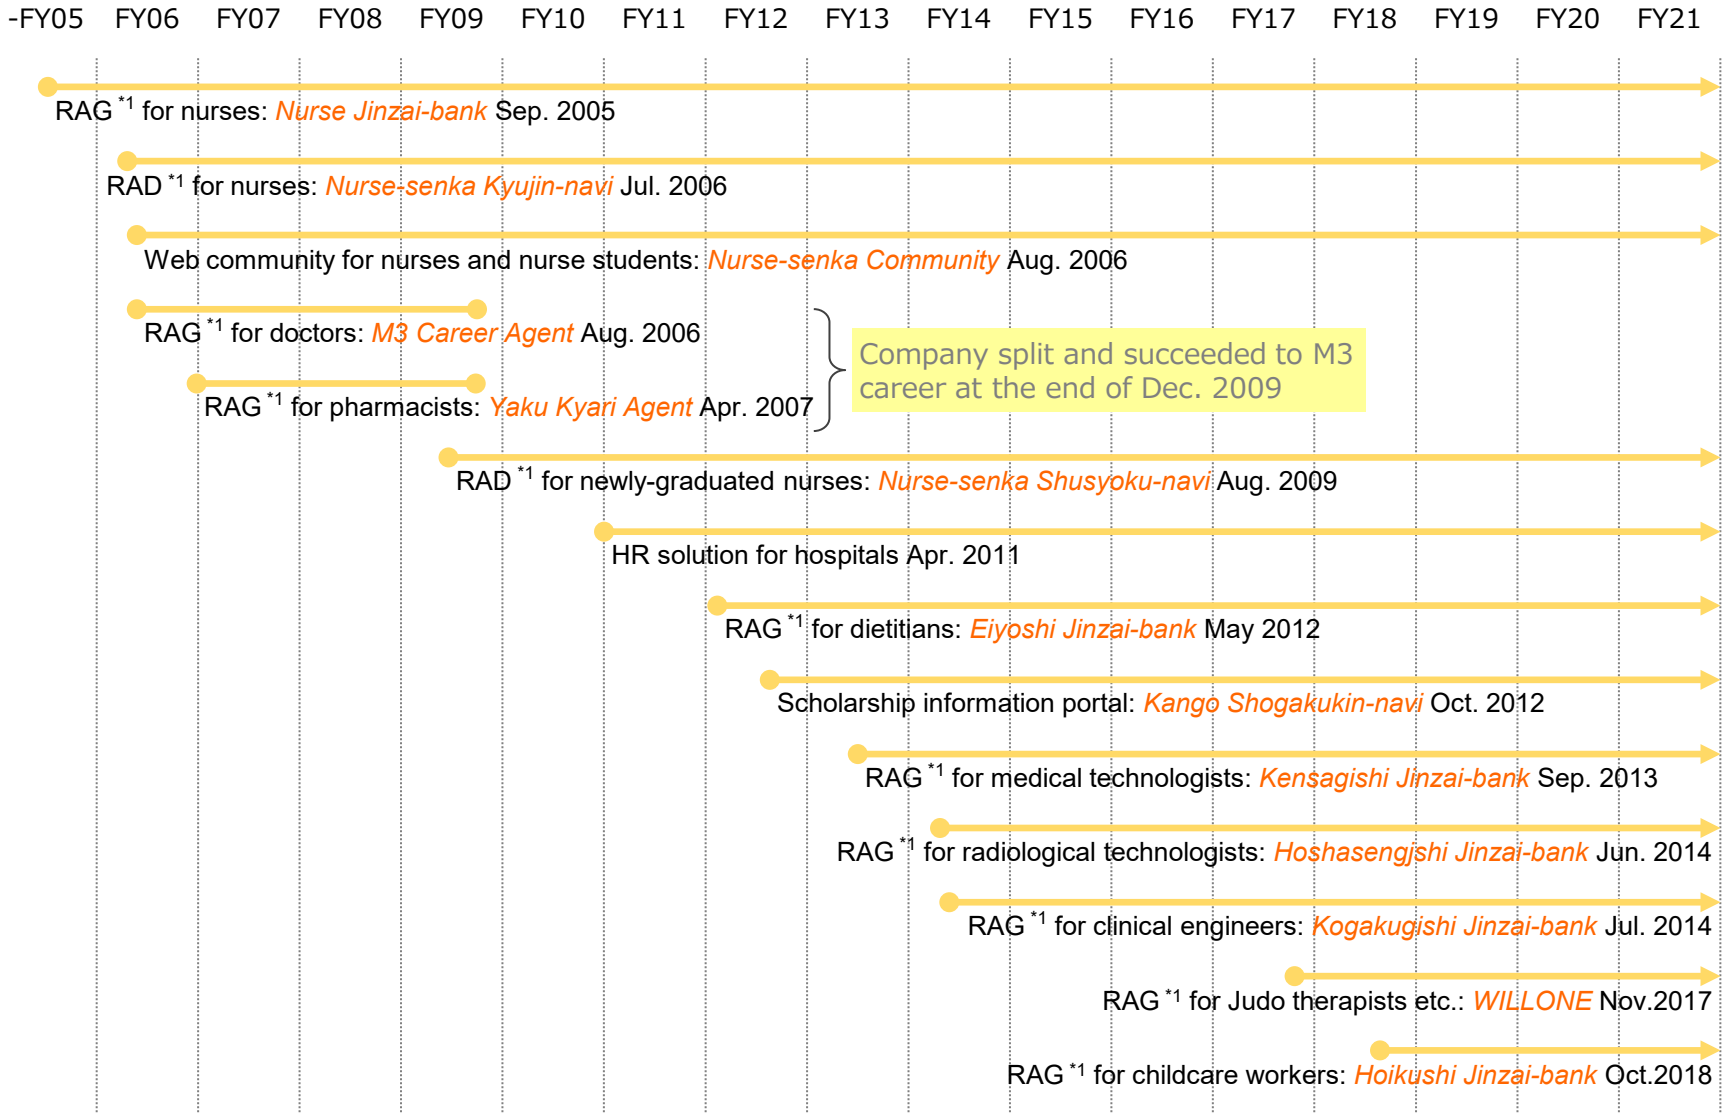 -FY05 FY06 FY07 FY08 FY09 FY10 FY11 FY12 FY13 FY14 FY15 FY16 FY17 FY18 FY19 FY20 FY21
RAG *1 for nurses: Nurse Jinzai-bank Sep. 2005
RAD *1 for nurses: Nurse-senka Kyujin-navi Jul. 2006
Web community for nurses and nurse students: Nurse-senka Community Aug. 2006
RAG *1 for doctors: M3 Career Agent Aug. 2006
Company split and succeeded to M3
career at the end of Dec. 2009
RAG *1 for pharmacists: Yaku Kyari Agent Apr. 2007
RAD *1 for newly-graduated nurses: Nurse-senka Shusyoku-navi Aug. 2009
HR solution for hospitals Apr. 2011
RAG *1 for dietitians: Eiyoshi Jinzai-bank May 2012
Scholarship information portal: Kango Shogakukin-navi Oct. 2012
RAG *1 for medical technologists: Kensagishi Jinzai-bank Sep. 2013
RAG *1 for radiological technologists: Hoshasengjshi Jinzai-bank Jun. 2014
RAG *1 for clinical engineers: Kogakugishi Jinzai-bank Jul. 2014
RAG *1 for Judo therapists etc.: WILLONE Nov.2017
RAG *1 for childcare workers: Hoikushi Jinzai-bank Oct.2018